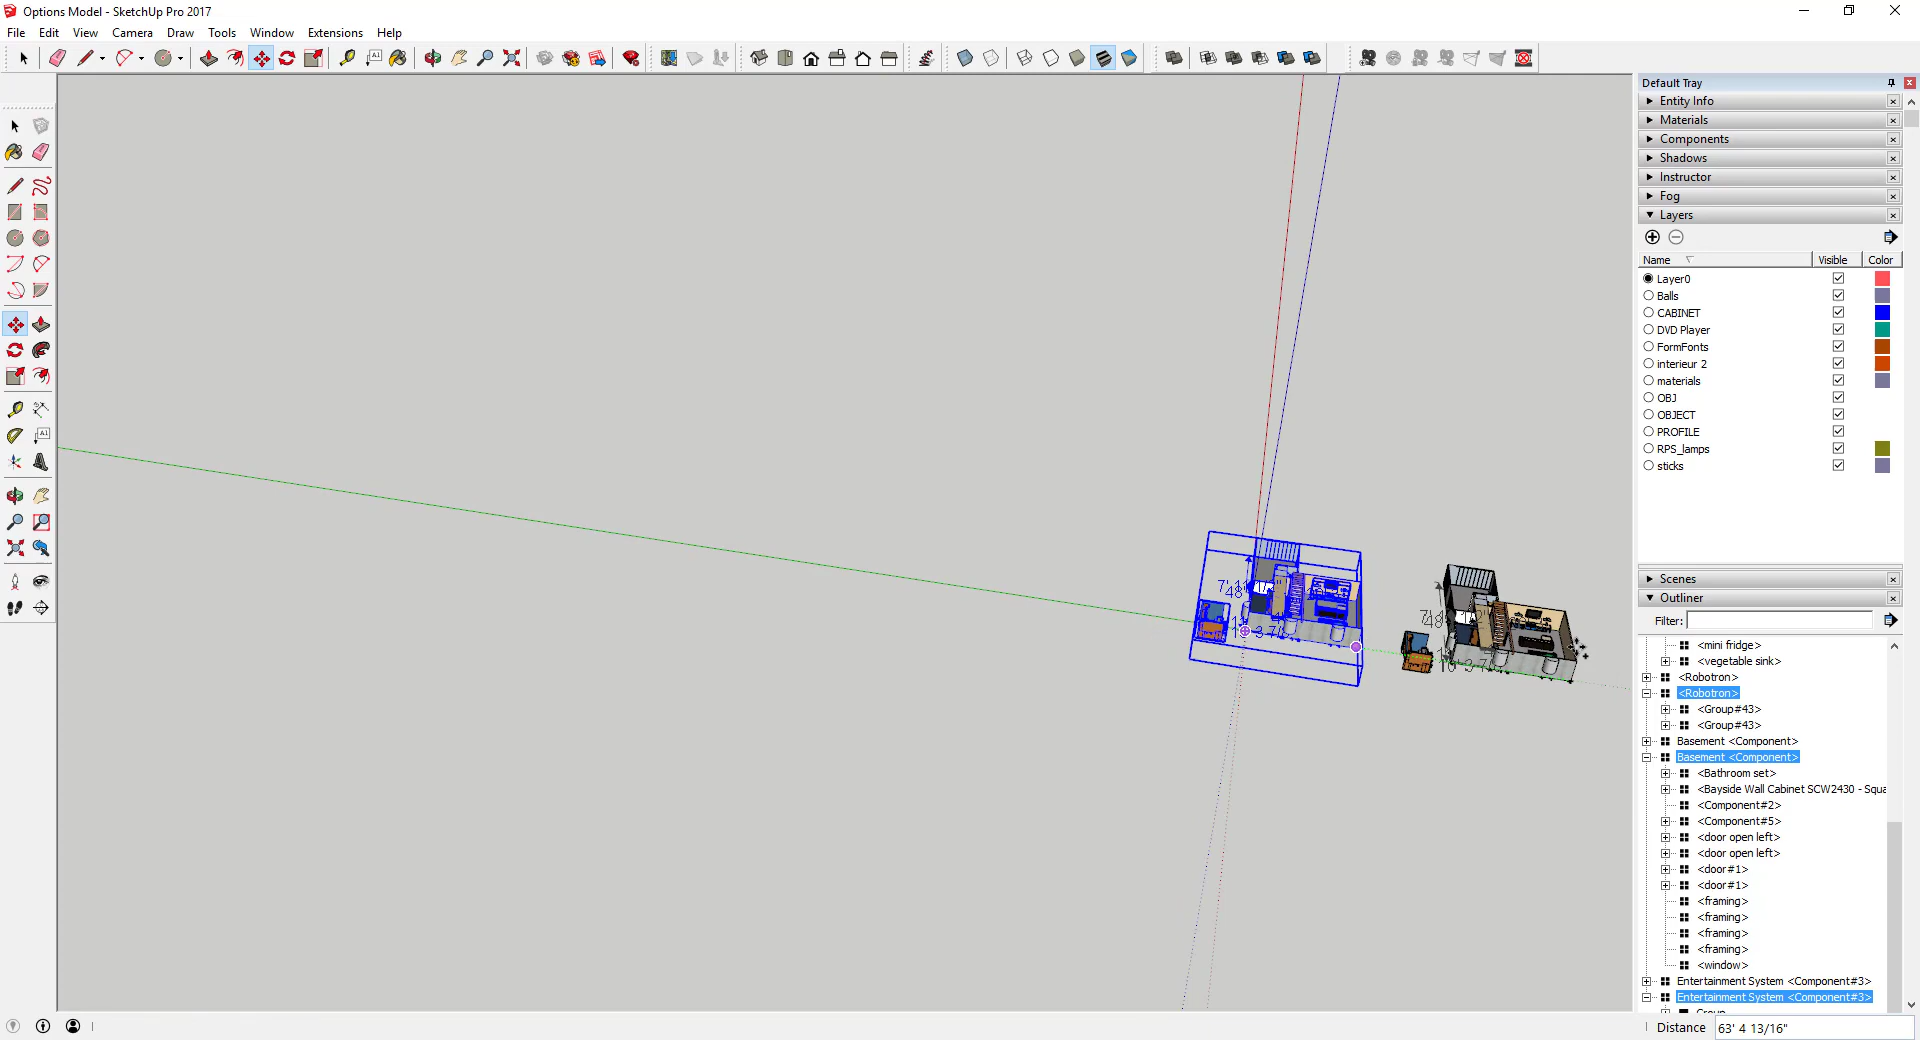 Options Model - SketchUp Pro 2017
File Edit View Camera Draw Tools Window Extensions Help
Default Tray
Entity Info
Materials
Components
Shadows
Instructor
Fog
Layers
Name Visible Color
Layer0
Balls
CABINET
DVD Player
FormFonts
interieur 2
materials
OBJ
OBJECT
PROFILE
RPS_lamps
sticks
Scenes
Outliner
Filter:
<mini fridge>
<vegetable sink>
<Robotron>
<Robotron>
<Group#43>
<Group#43>
Basement <Component>
Basement <Component>
<Bathroom set>
<Bayside Wall Cabinet SCW2430 - Squa
<Component#2>
<Component#5>
<door open left>
<door open left>
<door#1>
<door#1>
<framing>
<framing>
<framing>
<framing>
<window>
Entertainment System <Component#3>
Entertainment System <Component#3>
Distance 63' 4 13/16"